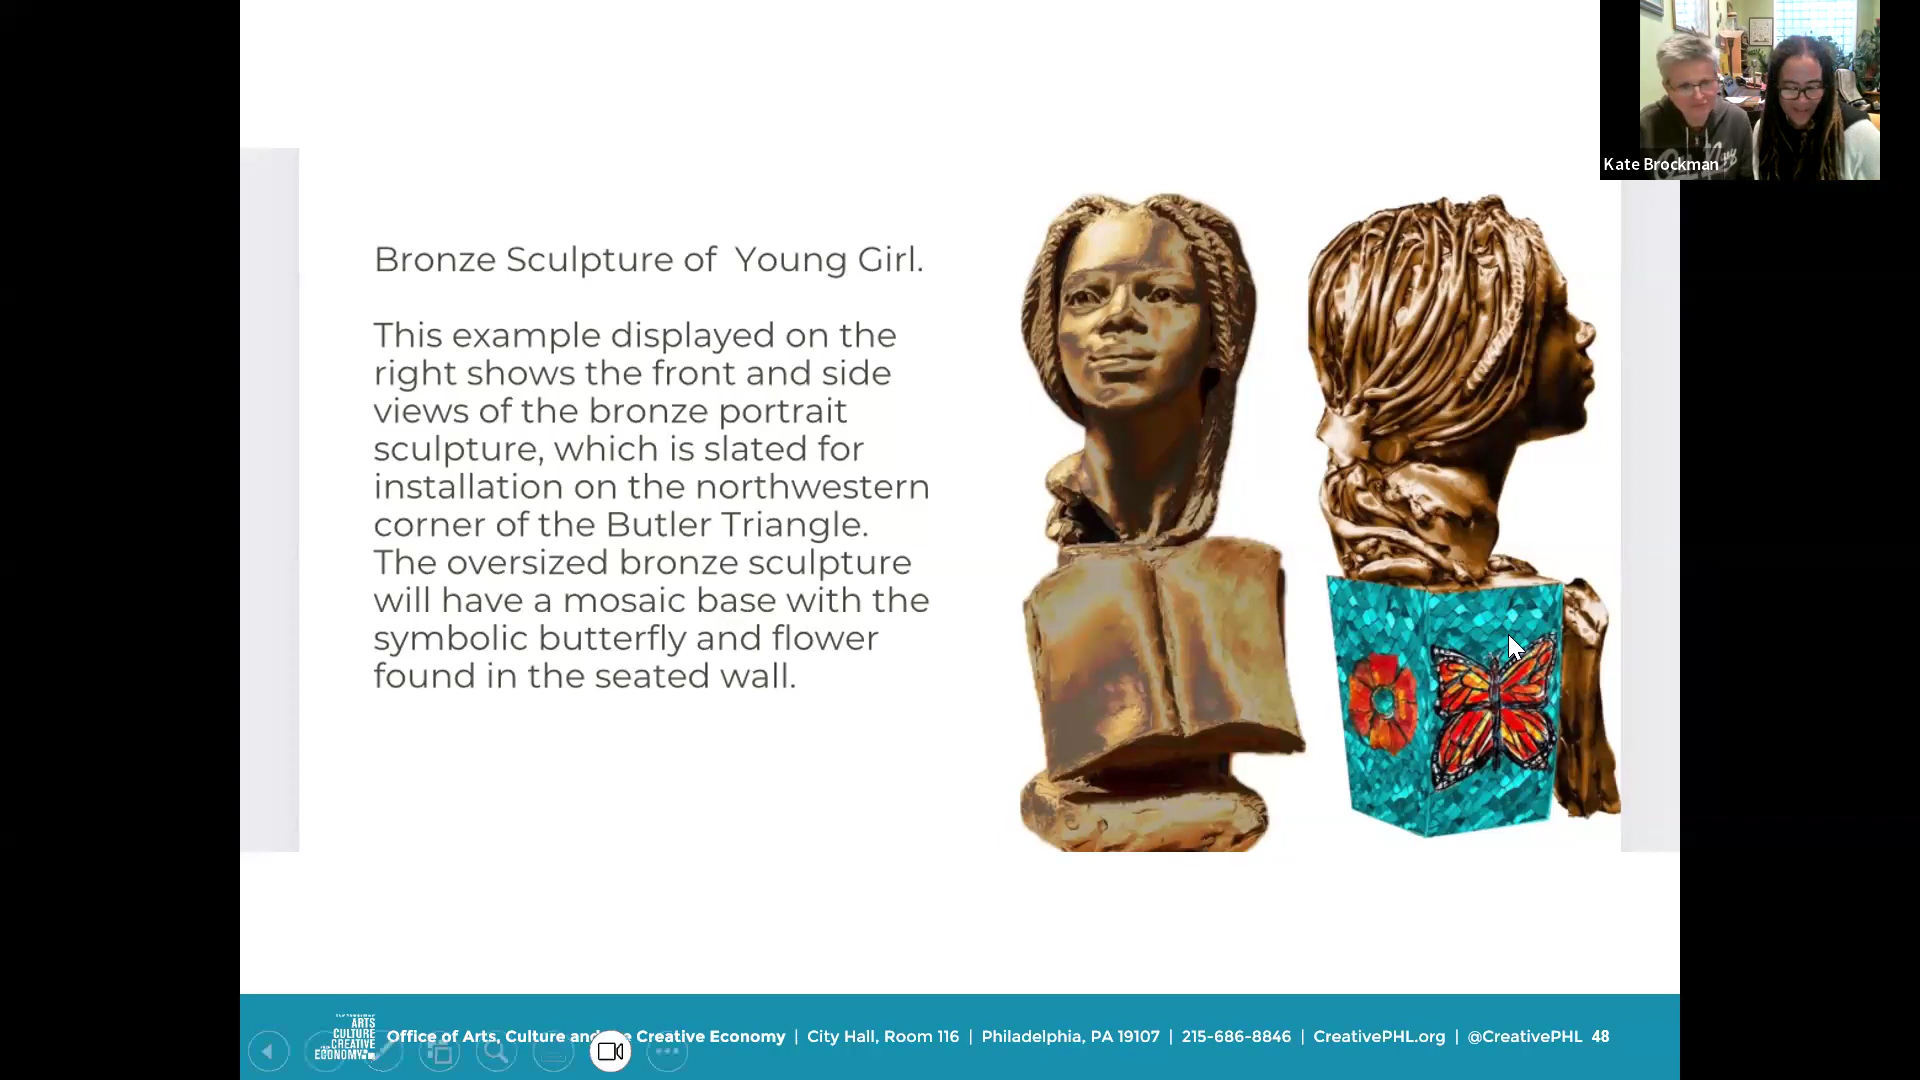 Kate Brockman
Bronze Sculpture of Young Girl.
This example displayed on the
right shows the front and side
views of the bronze portrait
sculpture, which is slated for
installation on the northwestern
corner of the Butler Triangle.
The oversized bronze sculpture
will have a mosaic base with the
symbolic butterfly and flower
found in the seated wall.
ARTS
CULTURE
CREATIVE
ECONOMY
Office of Arts, Culture and Creative Economy | City Hall, Room 116 | Philadelphia, PA 19107 | 215-686-8846 | CreativePHL.org | @CreativePHL 48